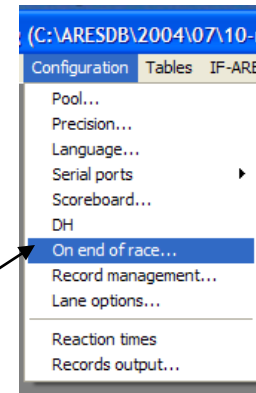 (C:\ARESDB\2004\07\10-
Configuration Tables IF-ARE
Pool...
Precision...
Language...
Serial ports
Scoreboard...
DH
On end of race...
Record management...
Lane options...
Reaction times
Records output...